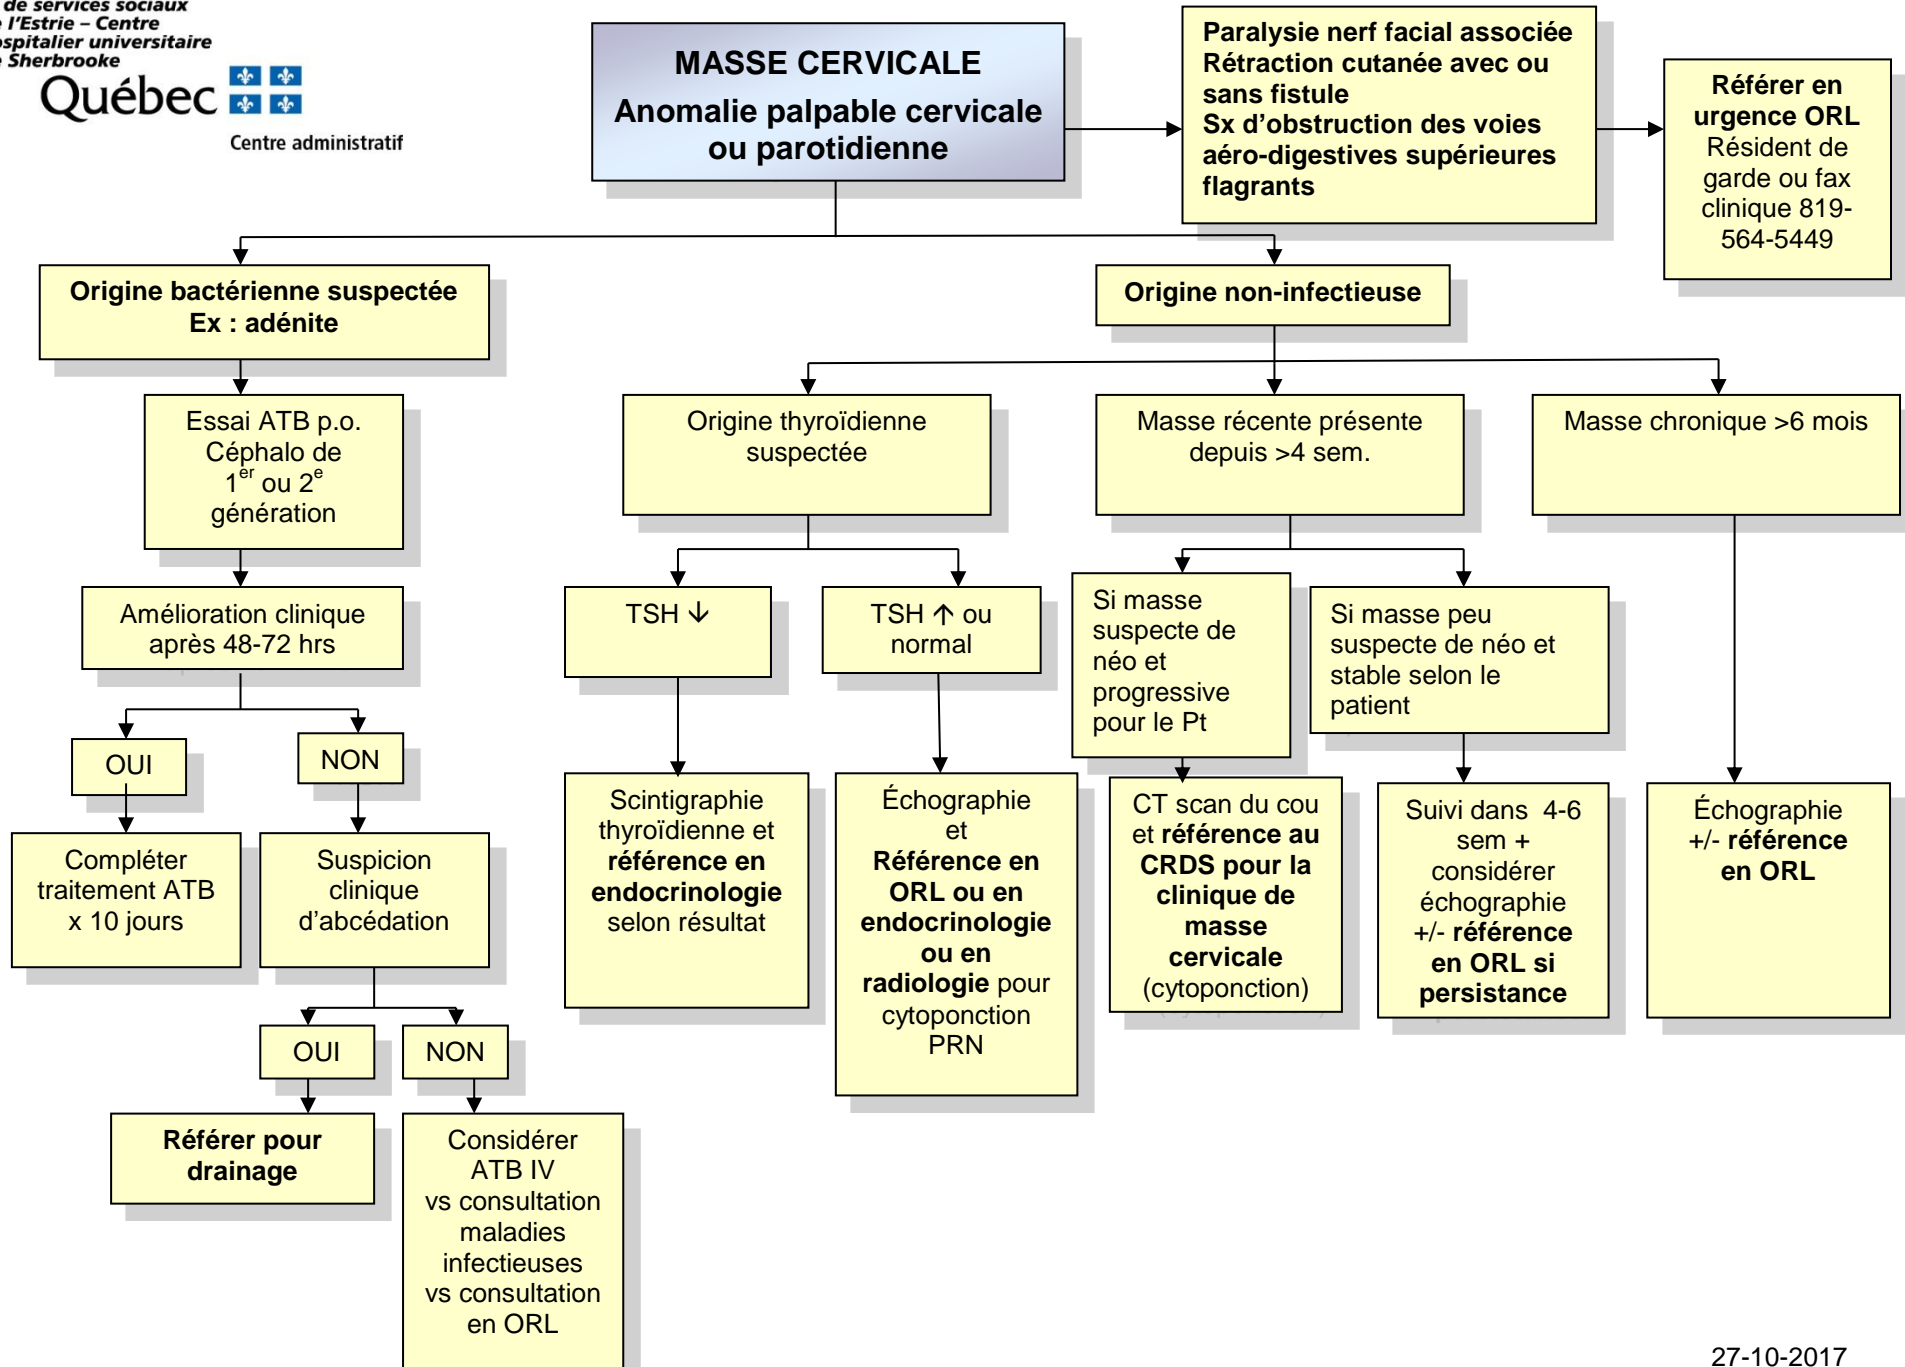 de services sociaux
l'Estrie – Centre
ospitalier universitaire
Sherbrooke
Québec
Centre administratif
MASSE CERVICALE
Anomalie palpable cervicale
ou parotidienne
Paralysie nerf facial associée
Rétraction cutanée avec ou
sans fistule
Sx d'obstruction des voies
aéro-digestives supérieures
flagrants
Référer en
urgence ORL
Résident de
garde ou fax
clinique 819-
564-5449
Origine bactérienne suspectée
Ex : adénite
Origine non-infectieuse
Essai ATB p.o.
Céphalo de
1er ou 2e
génération
Origine thyroïdienne
suspectée
Masse récente présente
depuis >4 sem.
Masse chronique >6 mois
Amélioration clinique
après 48-72 hrs
TSH ↓
TSH ↑ ou
normal
Si masse
suspecte de
néo et
progressive
pour le Pt
Si masse peu
suspecte de néo et
stable selon le
patient
OUI
NON
Compléter
traitement ATB
x 10 jours
Suspicion
clinique
d'abcédation
Scintigraphie
thyroïdienne et
référence en
endocrinologie
selon résultat
Échographie
et
Référence en
ORL ou en
endocrinologie
ou en
radiologie pour
cytoponction
PRN
CT scan du cou
et référence au
CRDS pour la
clinique de
masse
cervicale
(cytoponction)
Suivi dans 4-6
sem +
considérer
échographie
+/- référence
en ORL si
persistance
Échographie
+/- référence
en ORL
OUI
NON
Référer pour
drainage
Considérer
ATB IV
vs consultation
maladies
infectieuses
vs consultation
en ORL
27-10-2017